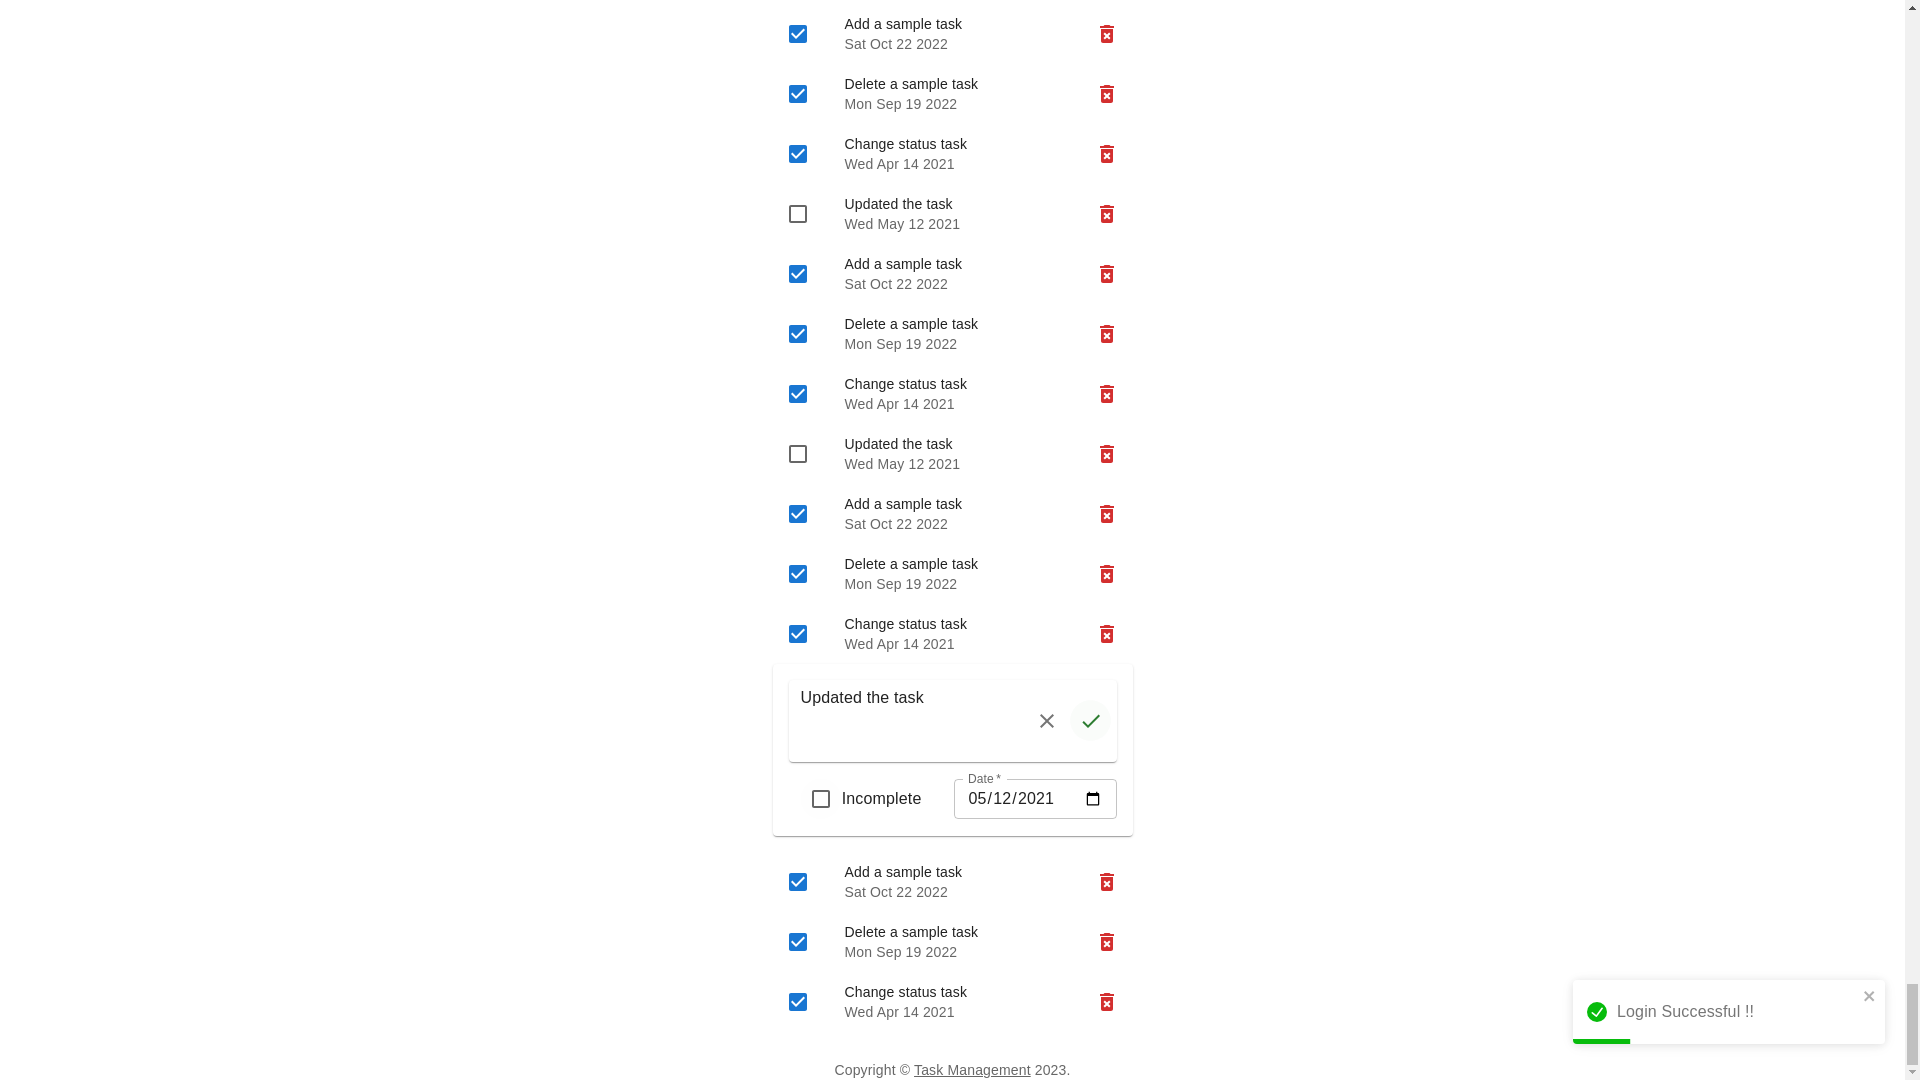 Add a sample task
Sat Oct 22 2022
Delete a sample task
Mon Sep 19 2022
Change status task
Wed Apr 14 2021
Updated the task
Wed May 12 2021
Add a sample task
Sat Oct 22 2022
Delete a sample task
Mon Sep 19 2022
Change status task
Wed Apr 14 2021
Updated the task
Wed May 12 2021
Add a sample task
Sat Oct 22 2022
Delete a sample task
Mon Sep 19 2022
Change status task
Wed Apr 14 2021
Updated the task
Date *
Incomplete 05/12/2021
Add a sample task
Sat Oct 22 2022
Delete a sample task
Mon Sep 19 2022
Change status task
Wed Apr 14 2021
Login Successful !!
Copyright © Task Management 2023.